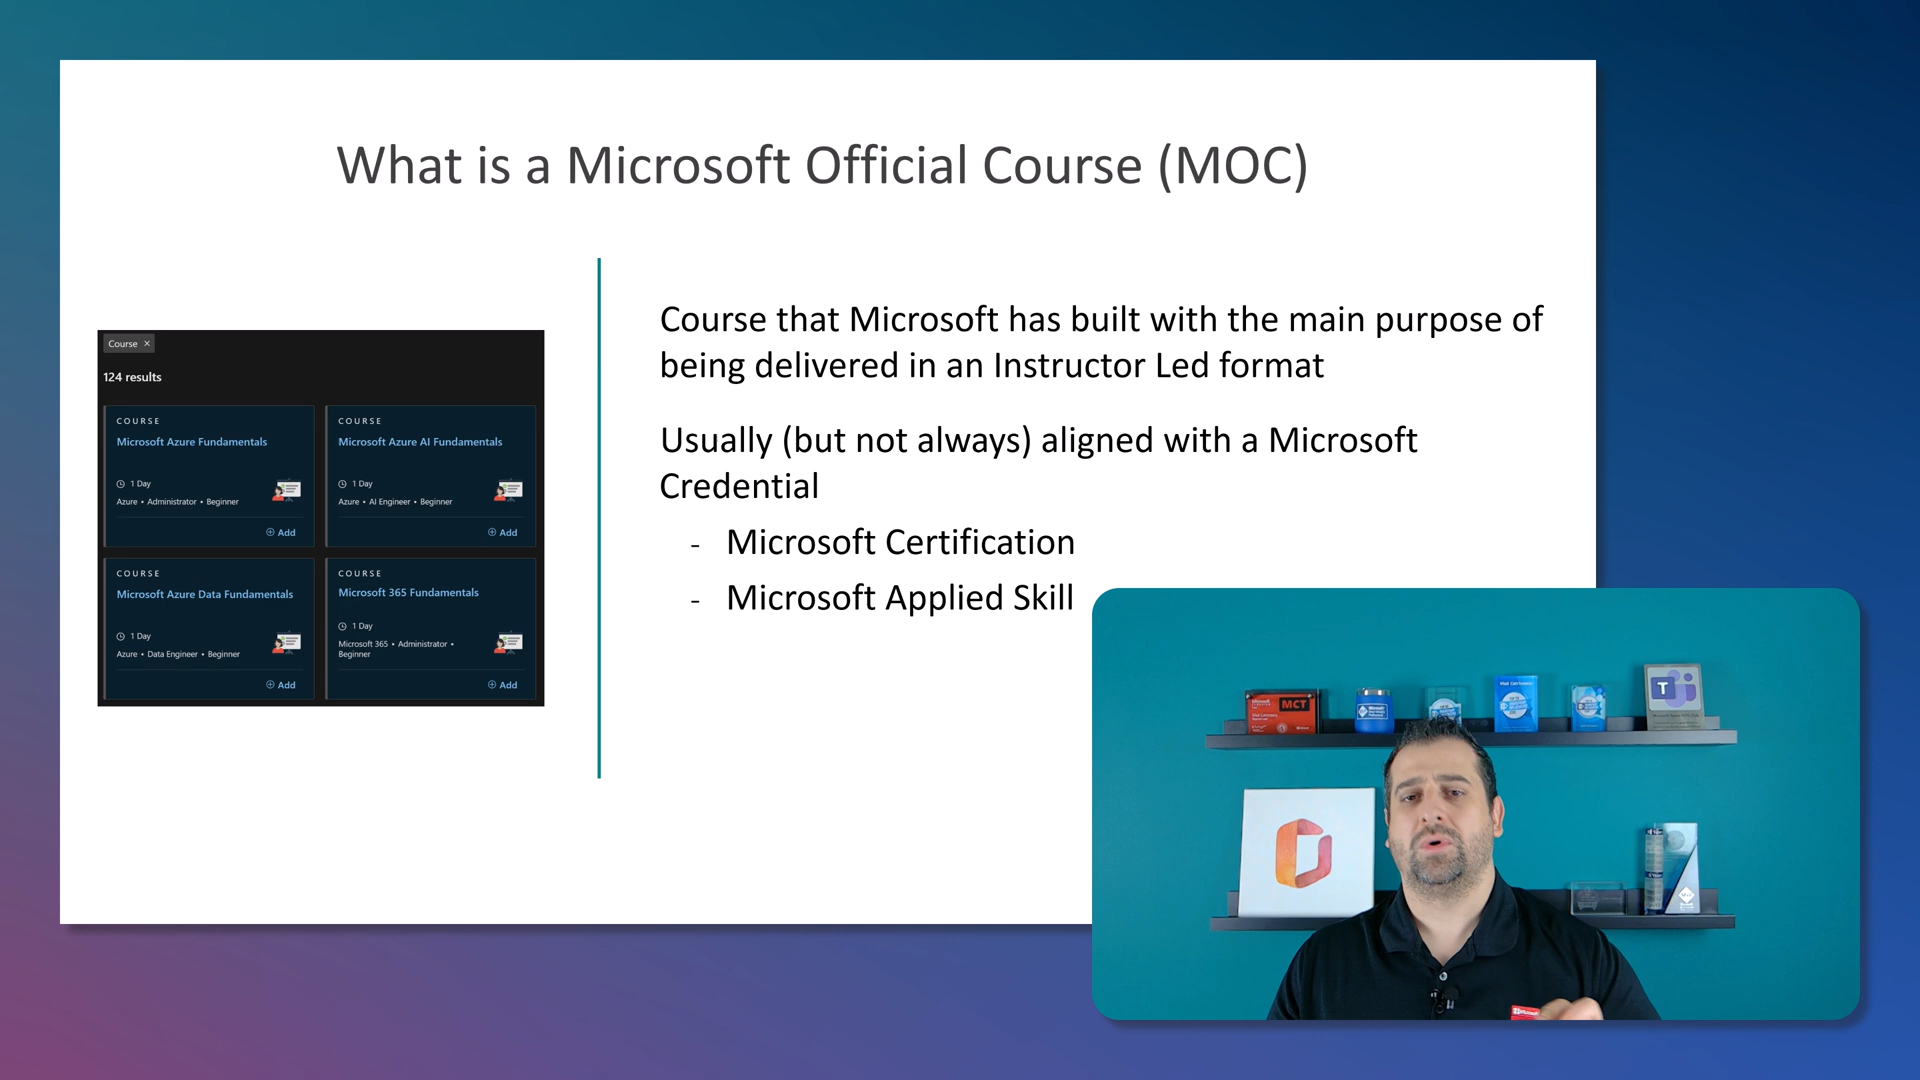 What is a Microsoft Official Course (MOC)
Course ×
124 results
COURSE
Microsoft Azure Fundamentals
1 Day
Azure • Administrator • Beginner
Add
COURSE
Microsoft Azure AI Fundamentals
1 Day
Azure • AI Engineer • Beginner
Add
COURSE
Microsoft Azure Data Fundamentals
1 Day
Azure • Data Engineer • Beginner
Add
COURSE
Microsoft 365 Fundamentals
1 Day
Microsoft 365 • Administrator •
Beginner
Add
Course that Microsoft has built with the main purpose of
being delivered in an Instructor Led format
Usually (but not always) aligned with a Microsoft
Credential
- Microsoft Certification
- Microsoft Applied Skill
MCT
T